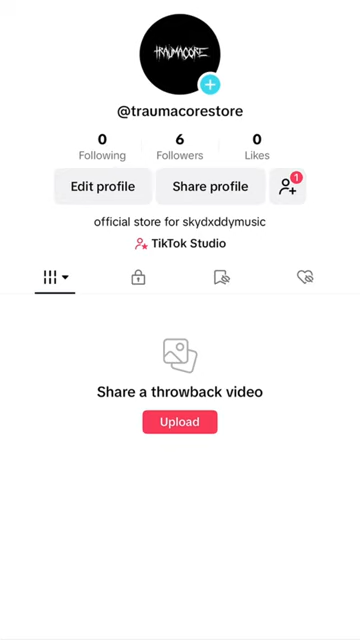 TRAUMACORE
@traumacorestore
0 6 0
Following Followers Likes
Edit profile Share profile 1
official store for skydxddymusic
TikTok Studio
Share a throwback video
Upload